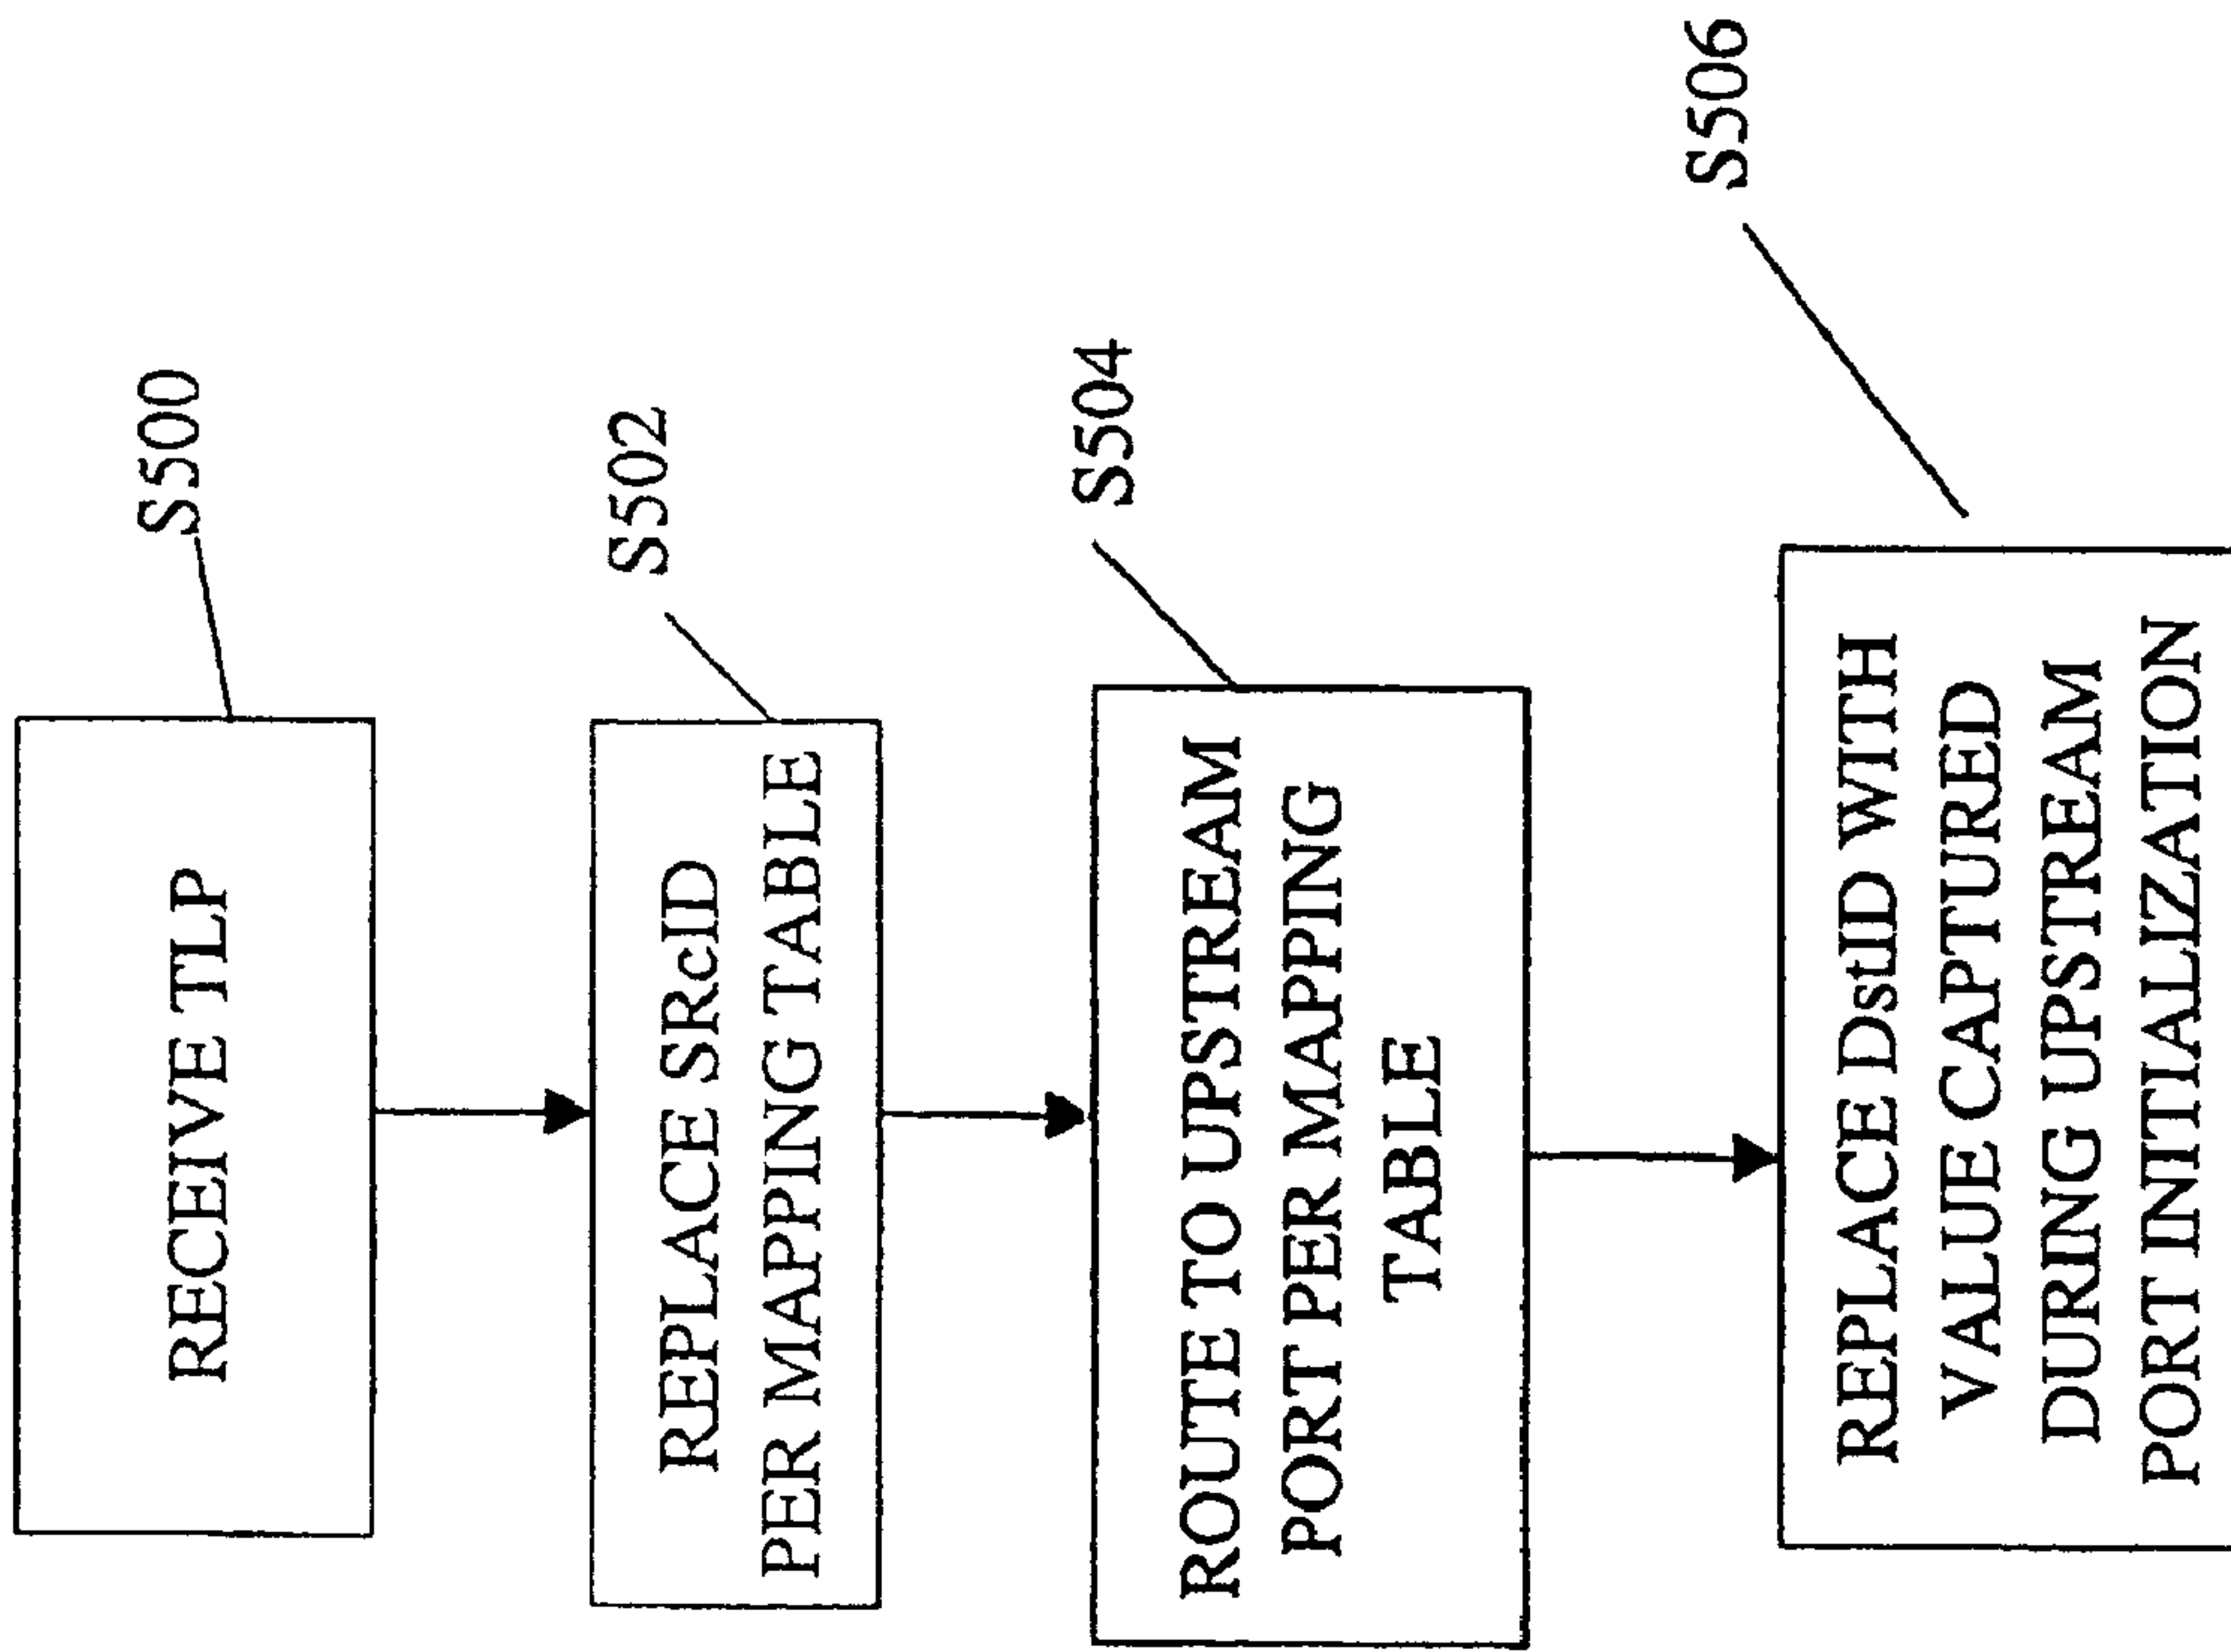 RECEIVE TLP
S500
REPLACE SRcID
PER MAPPING TABLE
S502
ROUTE TO UPSTREAM
PORT PER MAPPING
TABLE
S504
REPLACE DstID WITH
VALUE CAPTURED
DURING UPSTREAM
PORT INITIALIZATION
S506